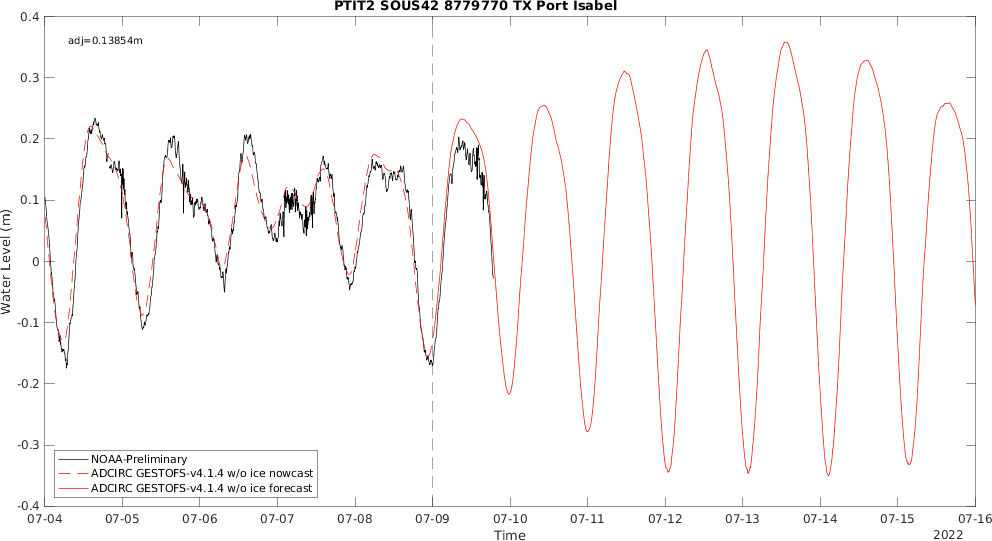 PTIT2 SOUS42 8779770 TX Port Isabel
adj=0.13854m
0.4
0.3
0.2
0.1
0
-0.1
-0.2
-0.3
-0.4
Water Level (m)
NOAA-Preliminary
ADCIRC GESTOFS-v4.1.4 w/o ice nowcast
ADCIRC GESTOFS-v4.1.4 w/o ice forecast
07-04 07-05 07-06 07-07 07-08 07-09 07-10 07-11 07-12 07-13 07-14 07-15 07-16
Time
2022